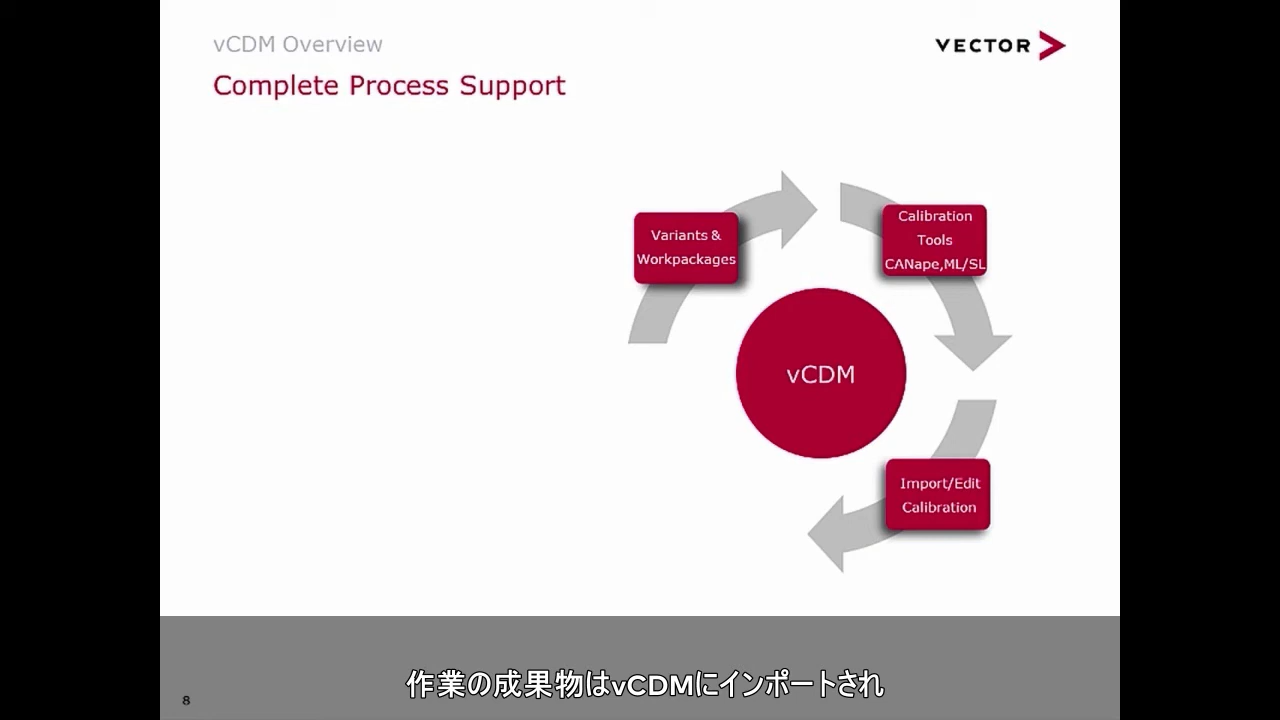 vCDM Overview
VECTOR
Complete Process Support
Variants &
Workpackages
Calibration
Tools
CANape,ML/SL
vCDM
Import/Edit
Calibration
作業の成果物はvCDMにインポートされ
8